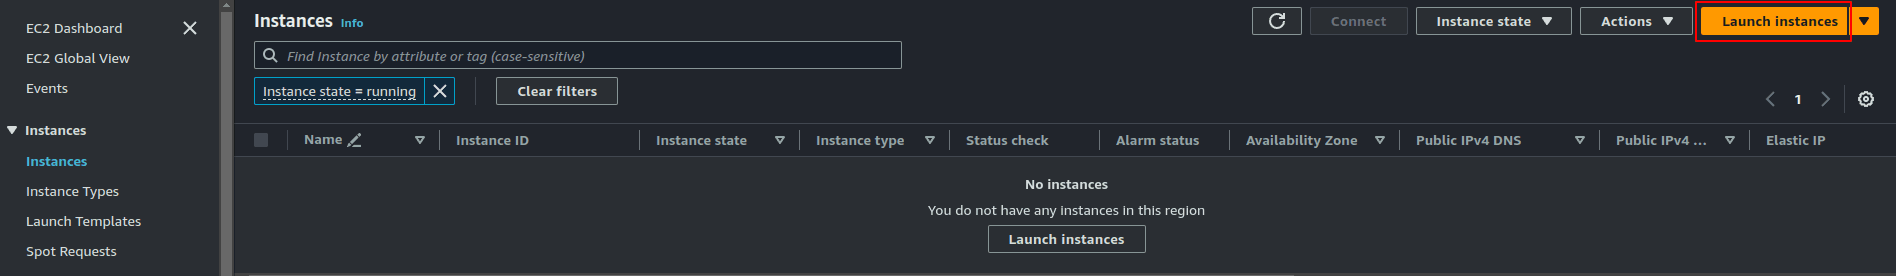 EC2 Dashboard
EC2 Global View
Events
Instances
Instances
Instance Types
Launch Templates
Spot Requests
Instances Info
Connect
Instance state
Actions
Launch instances
Find Instance by attribute or tag (case-sensitive)
Instance state = running
Clear filters
1
Name Instance ID Instance state Instance type Status check Alarm status Availability Zone Public IPv4 DNS Public IPv4 ... Elastic IP
No instances
You do not have any instances in this region
Launch instances